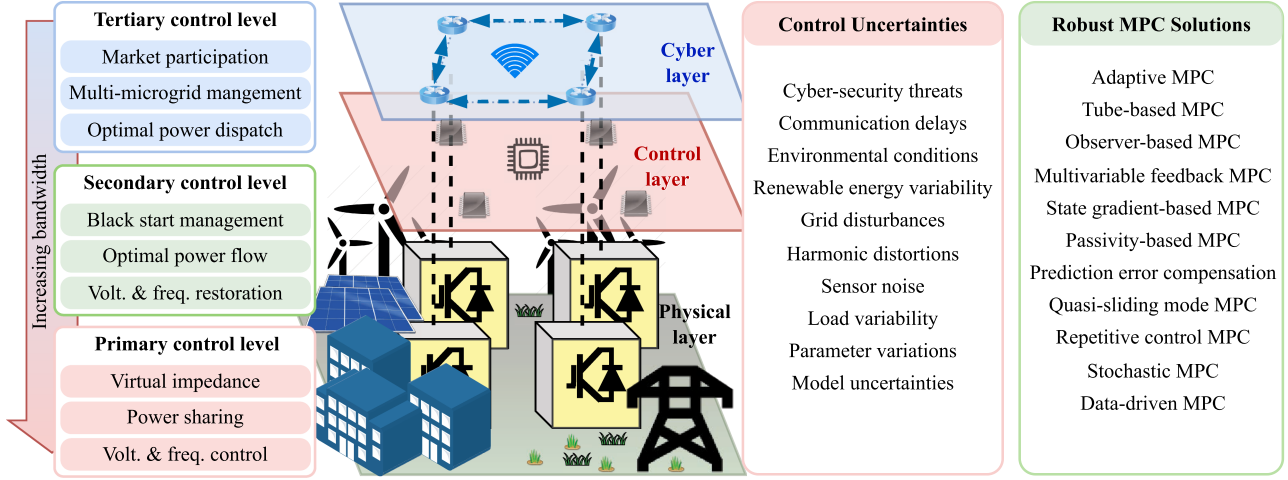 Increasing bandwidth
Tertiary control level
Market participation
Multi-microgrid mangement
Optimal power dispatch
Secondary control level
Black start management
Optimal power flow
Volt. & freq. restoration
Primary control level
Virtual impedance
Power sharing
Volt. & freq. control
Cyber
layer
Control
layer
Physical
layer
Control Uncertainties
Cyber-security threats
Communication delays
Environmental conditions
Renewable energy variability
Grid disturbances
Harmonic distortions
Sensor noise
Load variability
Parameter variations
Model uncertainties
Robust MPC Solutions
Adaptive MPC
Tube-based MPC
Observer-based MPC
Multivariable feedback MPC
State gradient-based MPC
Passivity-based MPC
Prediction error compensation
Quasi-sliding mode MPC
Repetitive control MPC
Stochastic MPC
Data-driven MPC